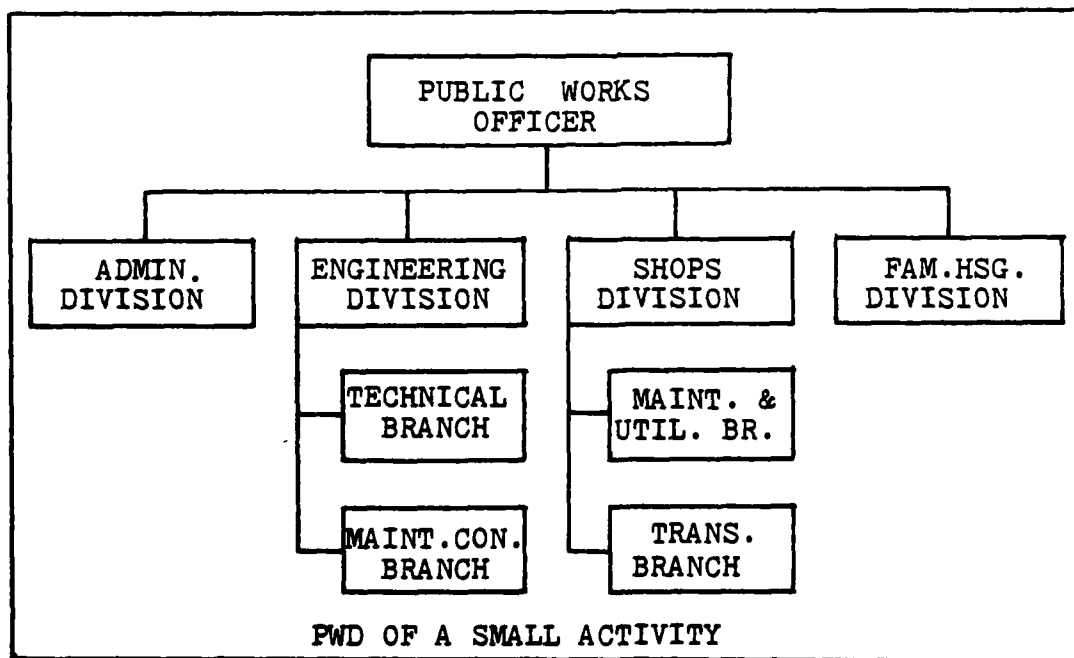 PUBLIC WORKS
OFFICER
ADMIN.
DIVISION
ENGINEERING
DIVISION
SHOPS
DIVISION
FAM.HSG.
DIVISION
TECHNICAL
BRANCH
MAINT. &
UTIL. BR.
MAINT.CON.
BRANCH
TRANS.
BRANCH
PWD OF A SMALL ACTIVITY